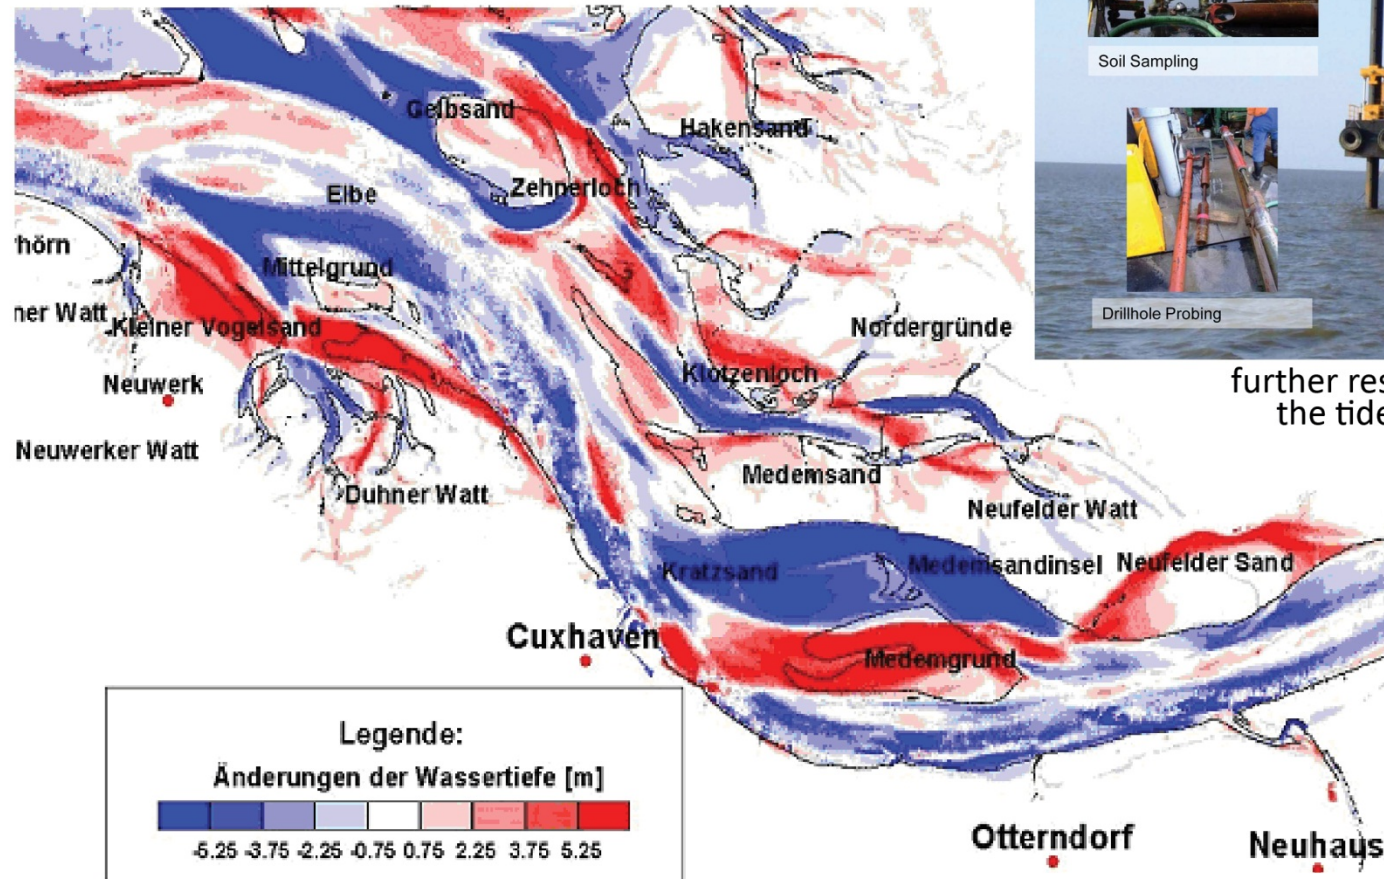 Soil Sampling
Drillhole Probing
further res
the tide
Gelbsand
Hakensand
Zehnerloch
Elbe
rhörn
Mittelgrund
ner Watt
Kleiner Vogelsand
Nordergründe
Klotzenloch
Neuwerk
Neuwerker Watt
Medemsand
Duhner Watt
Neufelder Watt
Kratzsand
Medemsandinsel
Neufelder Sand
Cuxhaven
Medemgrund
Legende:
Änderungen der Wassertiefe [m]
-5.25 -3.75 -2.25 -0.75 0.75 2.25 3.75 5.25
Otterndorf
Neuhaus